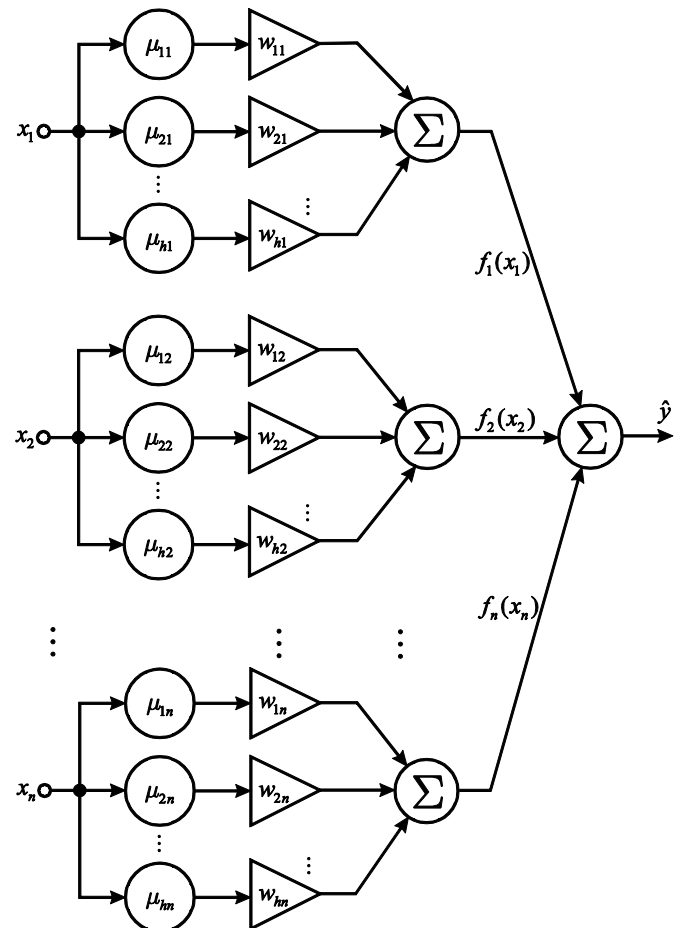 μ₁₁ w₁₁
x₁ μ₂₁ w₂₁ Σ
⋮
μₕ₁ wₕ₁ ⋮
f₁(x₁)
μ₁₂ w₁₂
x₂ μ₂₂ w₂₂ Σ f₂(x₂) Σ ŷ
⋮
μₕ₂ wₕ₂ ⋮
fₙ(xₙ)
⋮ ⋮ ⋮
μ₁ₙ w₁ₙ
xₙ μ₂ₙ w₂ₙ Σ
⋮
μₕₙ wₕₙ ⋮